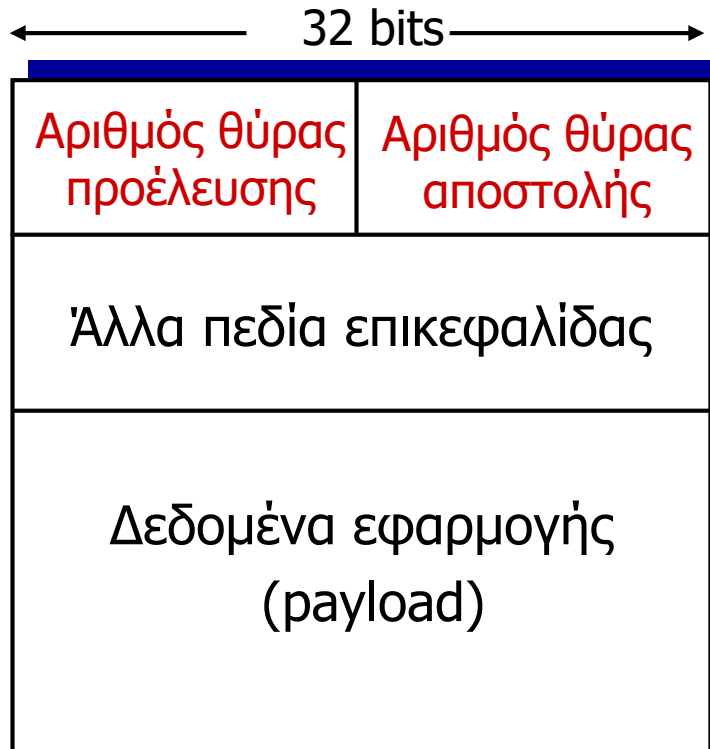 32 bits
Αριθμός θύρας
προέλευσης
Αριθμός θύρας
αποστολής
Άλλα πεδία επικεφαλίδας
Δεδομένα εφαρμογής
(payload)